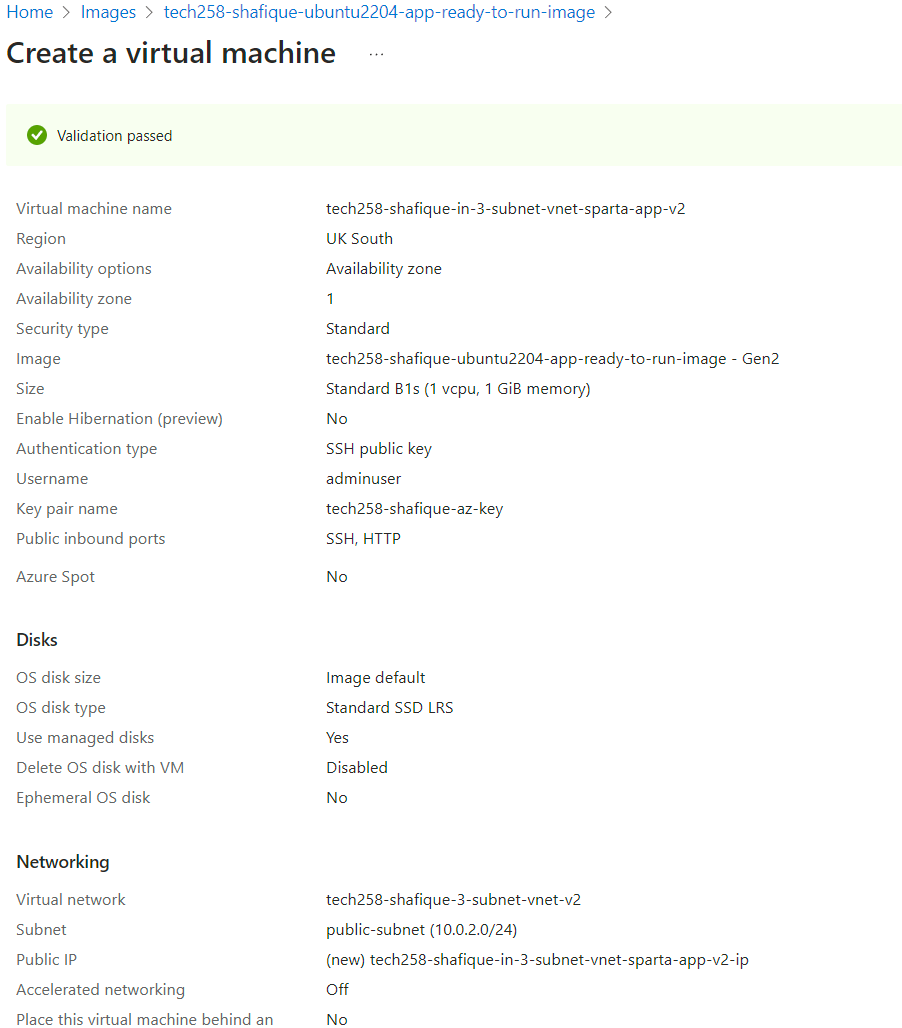 Home > Images > tech258-shafique-ubuntu2204-app-ready-to-run-image >
Create a virtual machine ...
Validation passed
Virtual machine name tech258-shafique-in-3-subnet-vnet-sparta-app-v2
Region UK South
Availability options Availability zone
Availability zone 1
Security type Standard
Image tech258-shafique-ubuntu2204-app-ready-to-run-image - Gen2
Size Standard B1s (1 vcpu, 1 GiB memory)
Enable Hibernation (preview) No
Authentication type SSH public key
Username adminuser
Key pair name tech258-shafique-az-key
Public inbound ports SSH, HTTP
Azure Spot No
Disks
OS disk size Image default
OS disk type Standard SSD LRS
Use managed disks Yes
Delete OS disk with VM Disabled
Ephemeral OS disk No
Networking
Virtual network tech258-shafique-3-subnet-vnet-v2
Subnet public-subnet (10.0.2.0/24)
Public IP (new) tech258-shafique-in-3-subnet-vnet-sparta-app-v2-ip
Accelerated networking Off
Place this virtual machine behind an No